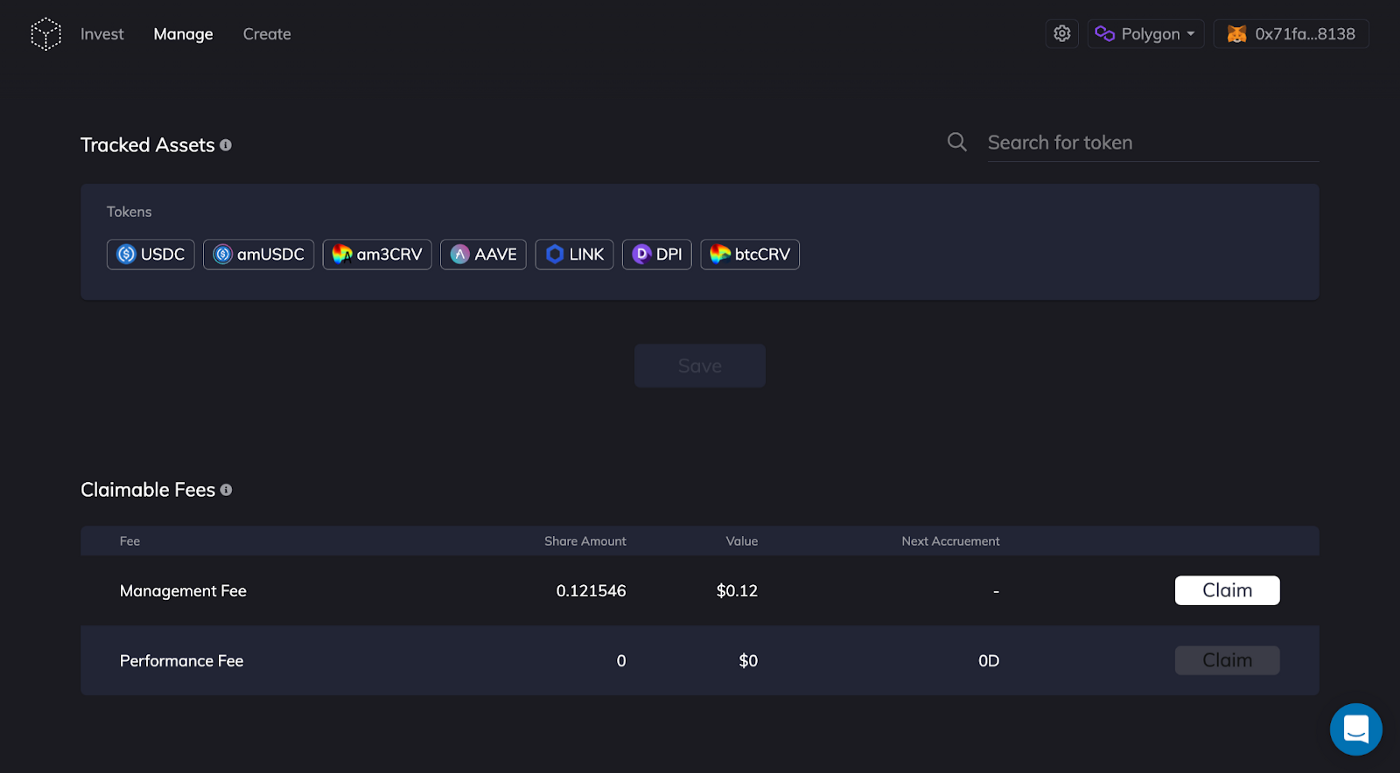 Invest Manage Create Polygon 0x71fa...8138
Tracked Assets Search for token
Tokens
USDC amUSDC am3CRV AAVE LINK DPI btcCRV
Save
Claimable Fees
Fee Share Amount Value Next Accruement
Management Fee 0.121546 $0.12 - Claim
Performance Fee 0 $0 0D Claim